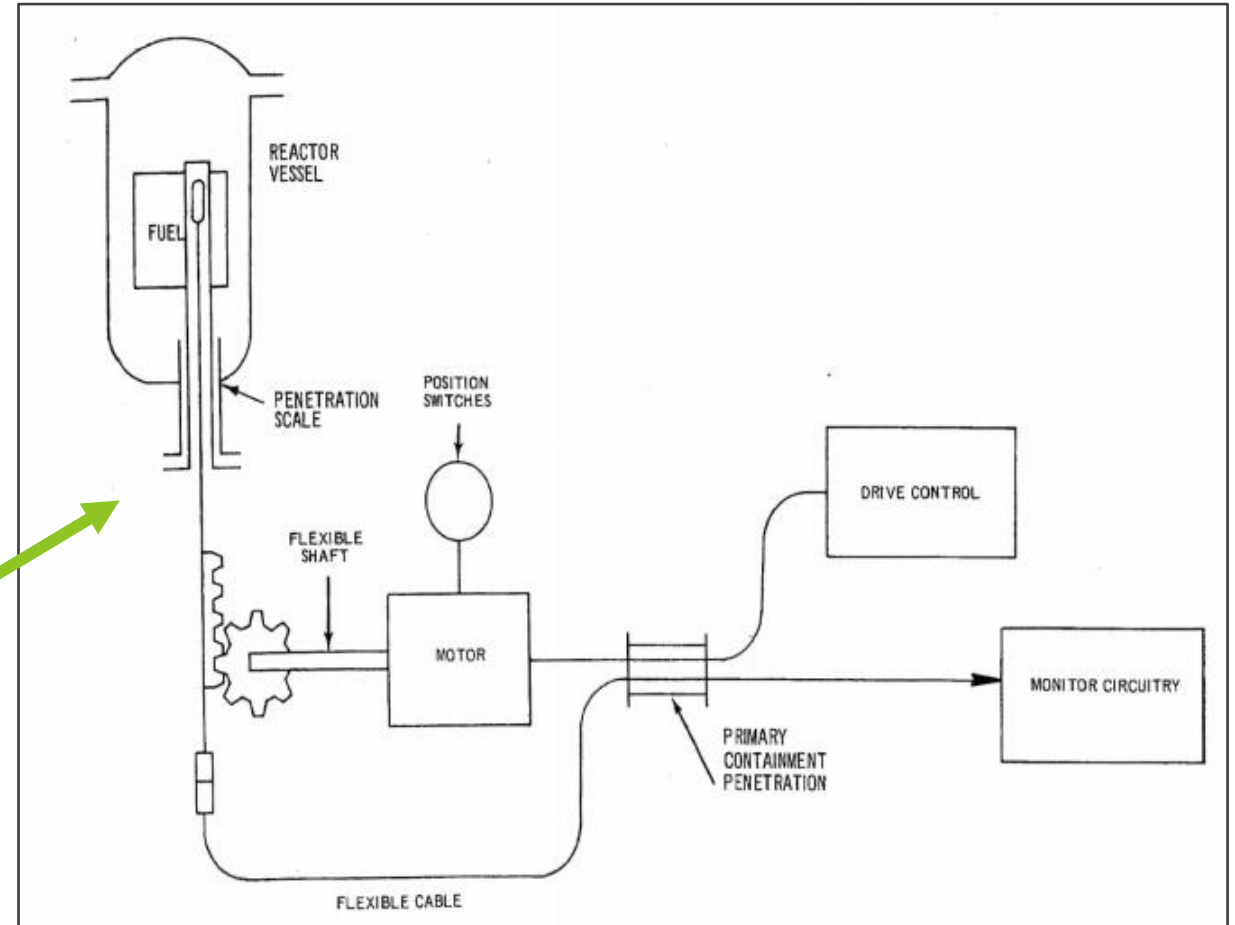 REACTOR
VESSEL
FUEL
PENETRATION
SCALE
POSITION
SWITCHES
DRIVE CONTROL
FLEXIBLE
SHAFT
MOTOR
MONITOR CIRCUITRY
PRIMARY
CONTAINMENT
PENETRATION
FLEXIBLE CABLE